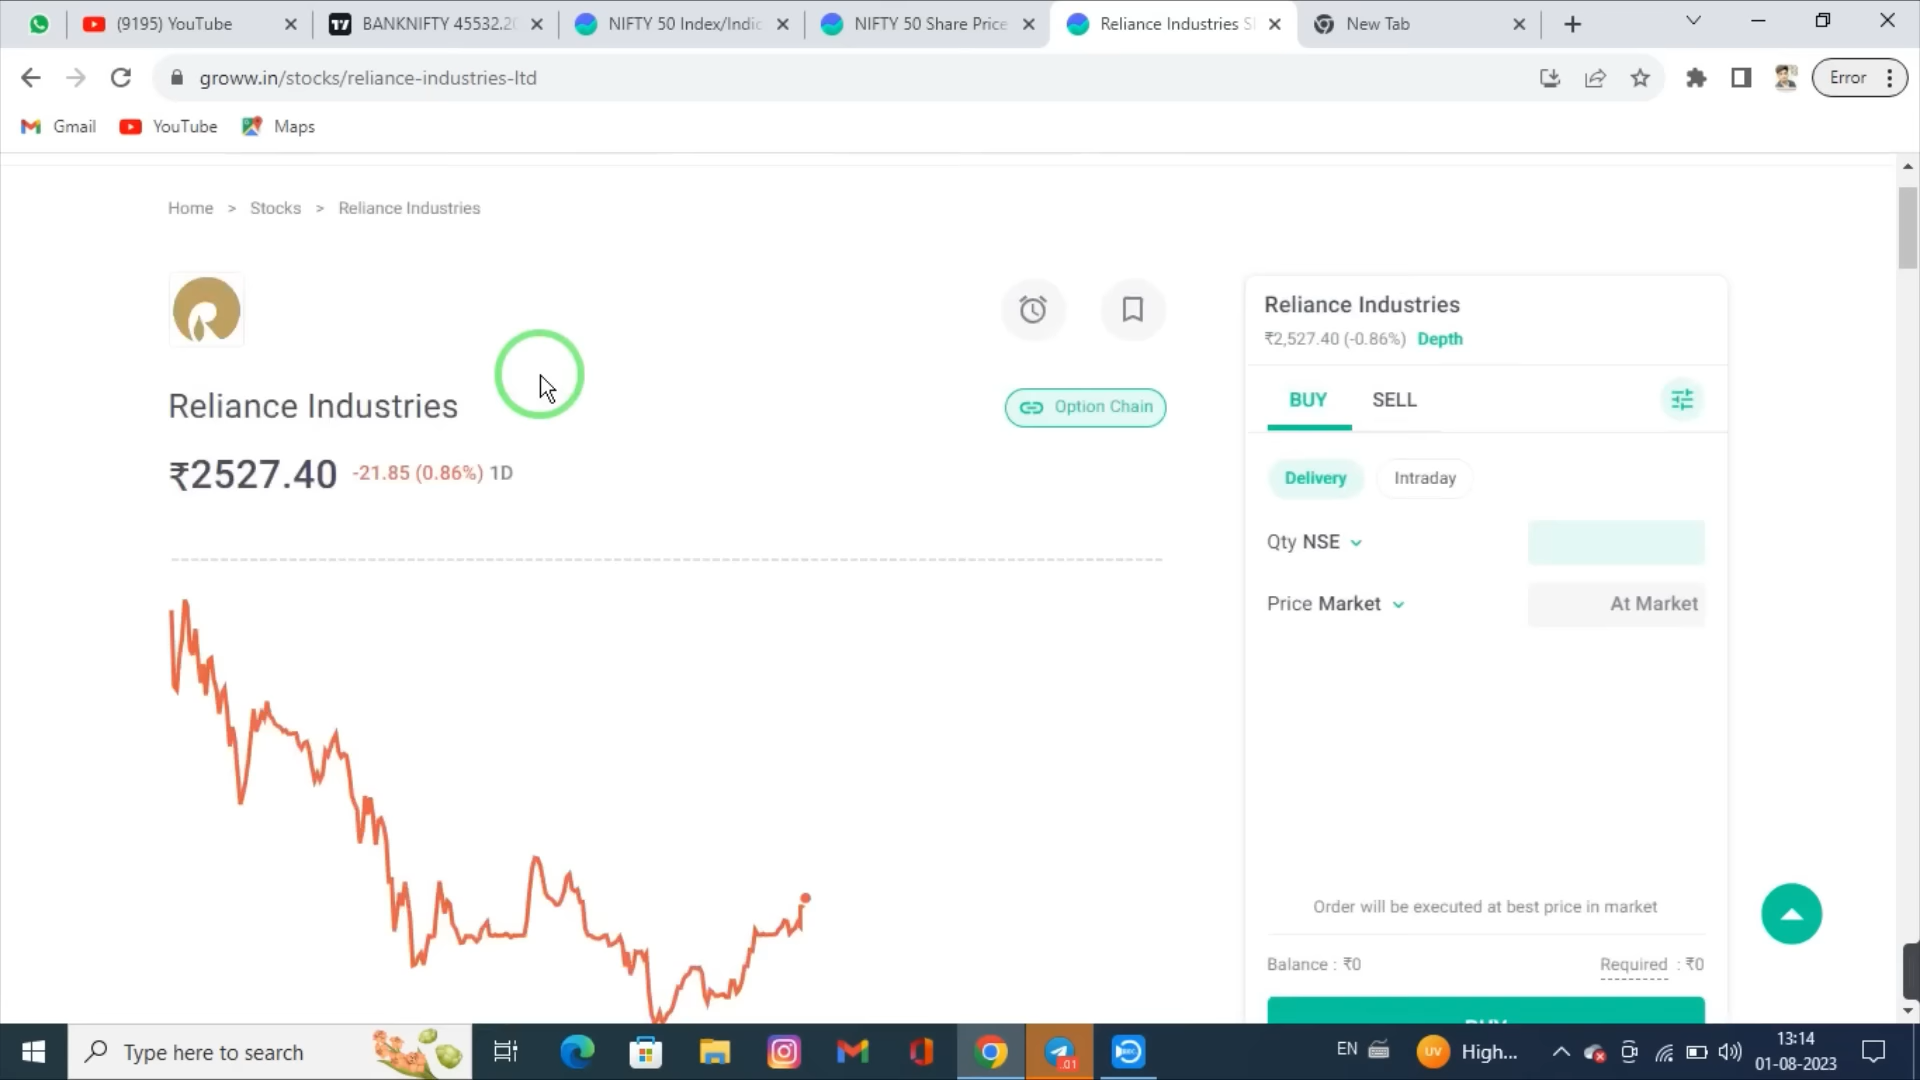 (9195) YouTube
BANKNIFTY 45532.2
NIFTY 50 Index/Indic
NIFTY 50 Share Price
Reliance Industries S
New Tab
groww.in/stocks/reliance-industries-ltd
Error
Gmail
YouTube
Maps
Home > Stocks > Reliance Industries
Reliance Industries
₹2,527.40 (-0.86%) Depth
Reliance Industries
Option Chain
BUY SELL
₹2527.40 -21.85 (0.86%) 1D
Delivery Intraday
Qty NSE
Price Market At Market
Order will be executed at best price in market
Balance : ₹0 Required : ₹0
BUY
Type here to search
.01
EN
UV High...
13:14
01-08-2023